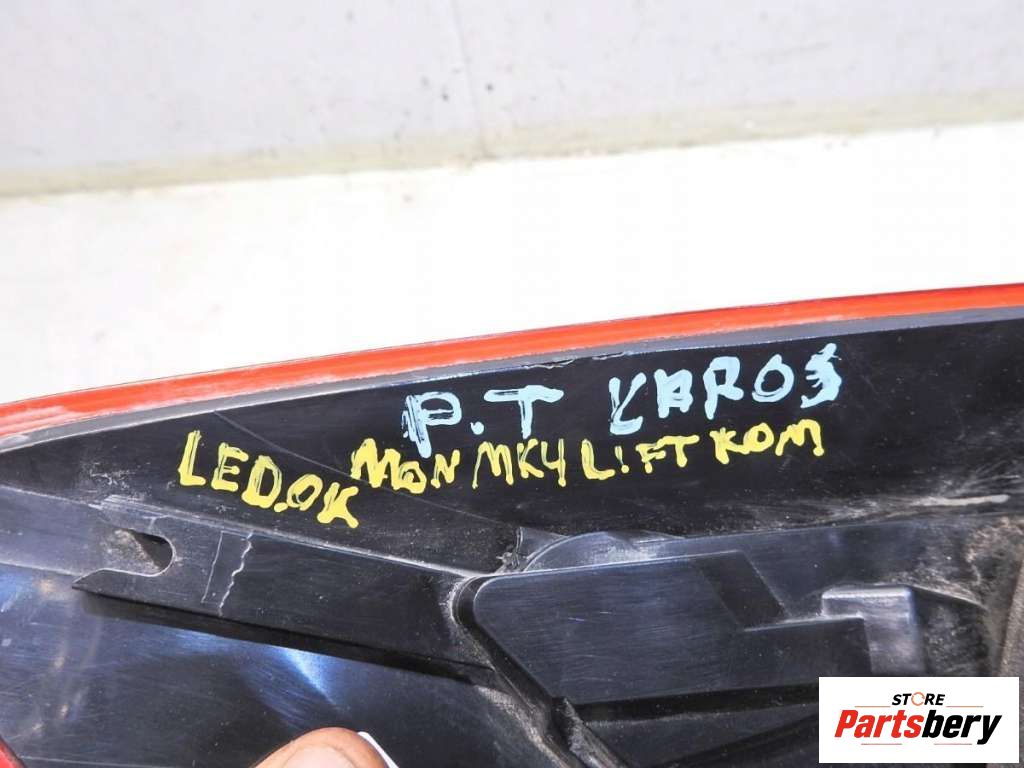 P.T KAROS
LED.OK MON MK4 LIFT KOM
STORE
Partsbery